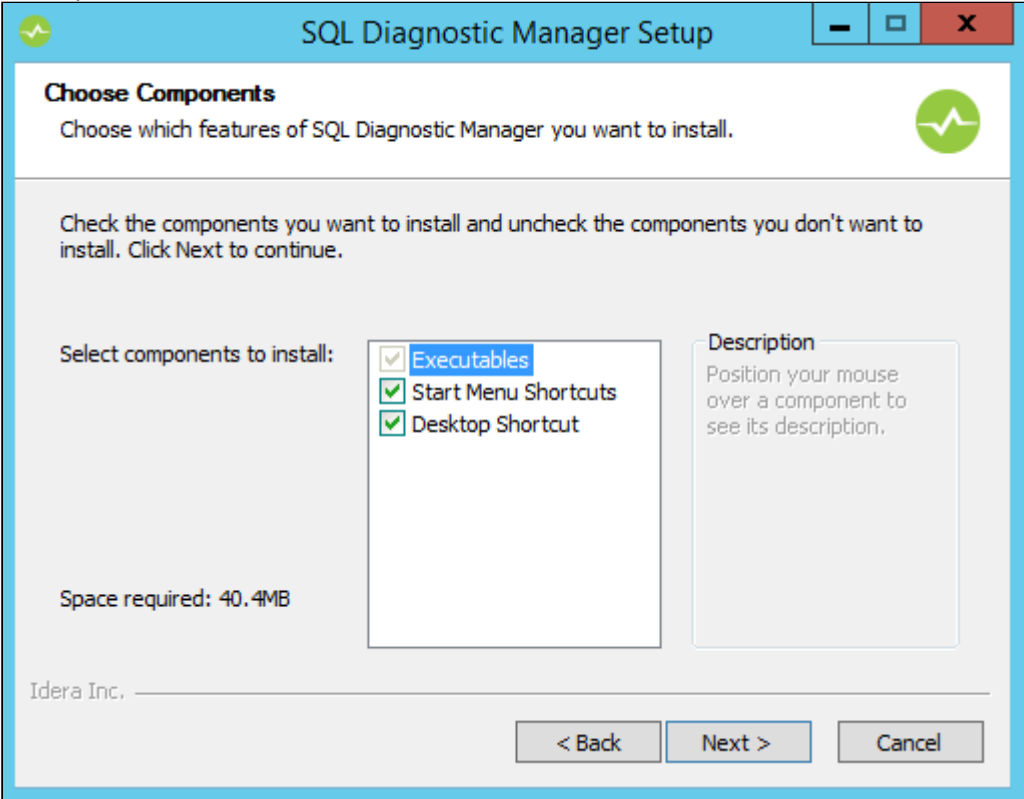 SQL Diagnostic Manager Setup
Choose Components
Choose which features of SQL Diagnostic Manager you want to install.
Check the components you want to install and uncheck the components you don't want to
install. Click Next to continue.
Select components to install:
Executables
Start Menu Shortcuts
Desktop Shortcut
Description
Position your mouse
over a component to
see its description.
Space required: 40.4MB
Idera Inc.
< Back
Next >
Cancel